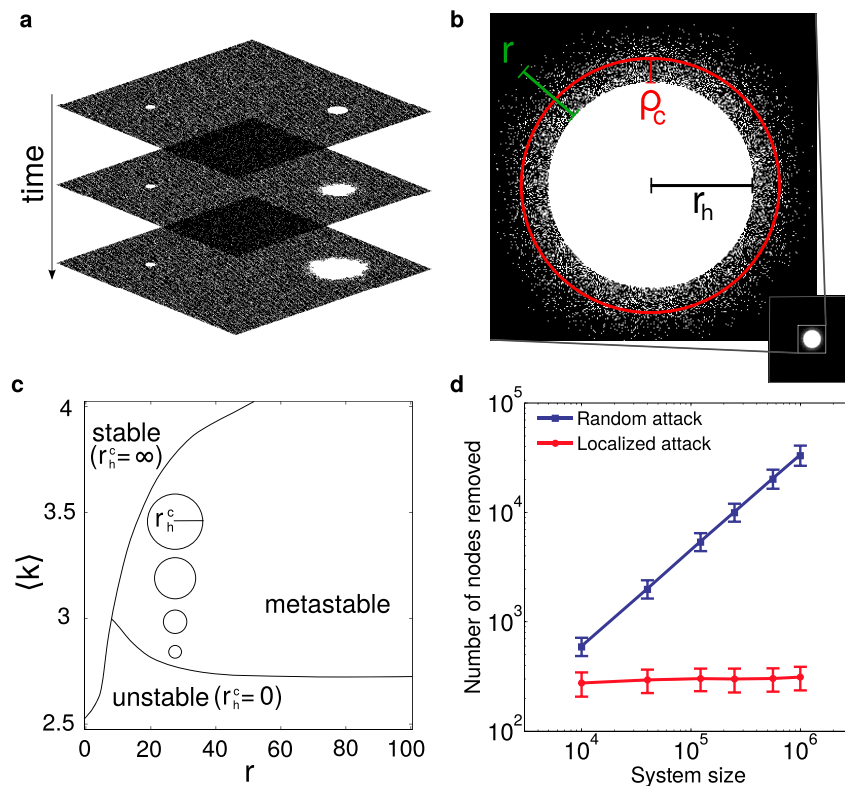 a
time
b
r
ρc
rh
c
4
3.5
3
2.5
⟨k⟩
stable
(r_h^c = ∞)
r_h^c
metastable
unstable (r_h^c = 0)
0
20
40
60
80
100
r
d
10^5
10^4
10^3
10^2
Number of nodes removed
Random attack
Localized attack
10^4
10^5
10^6
System size